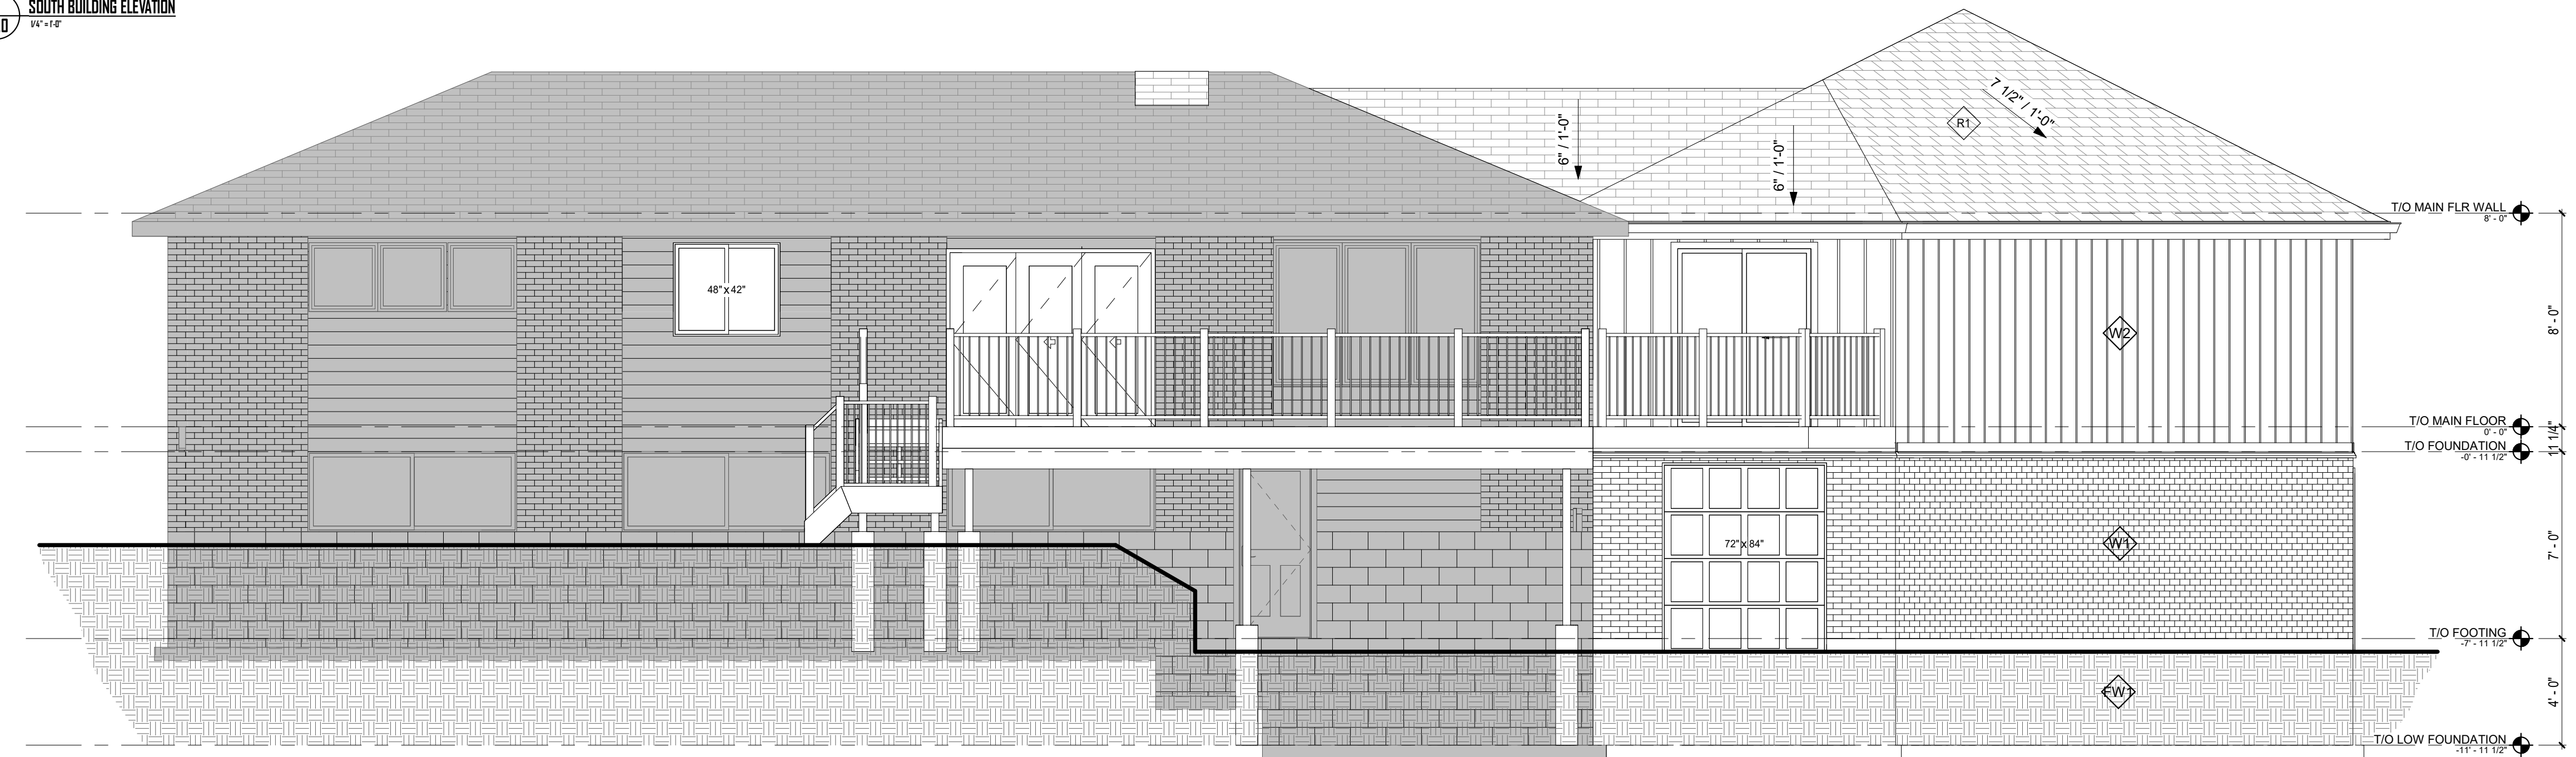 SOUTH BUILDING ELEVATION
1/4" = 1'-0"
7 1/2" / 1'-0"
R1
6" / 1'-0"
6" / 1'-0"
T/O MAIN FLR WALL
8' - 0"
48" x 42"
8' - 0"
W2
T/O MAIN FLOOR
0' - 0"
11 1/4"
T/O FOUNDATION
-0' - 11 1/2"
72" x 84"
W1
7' - 0"
T/O FOOTING
-7' - 11 1/2"
FW1
4' - 0"
T/O LOW FOUNDATION
-11' - 11 1/2"